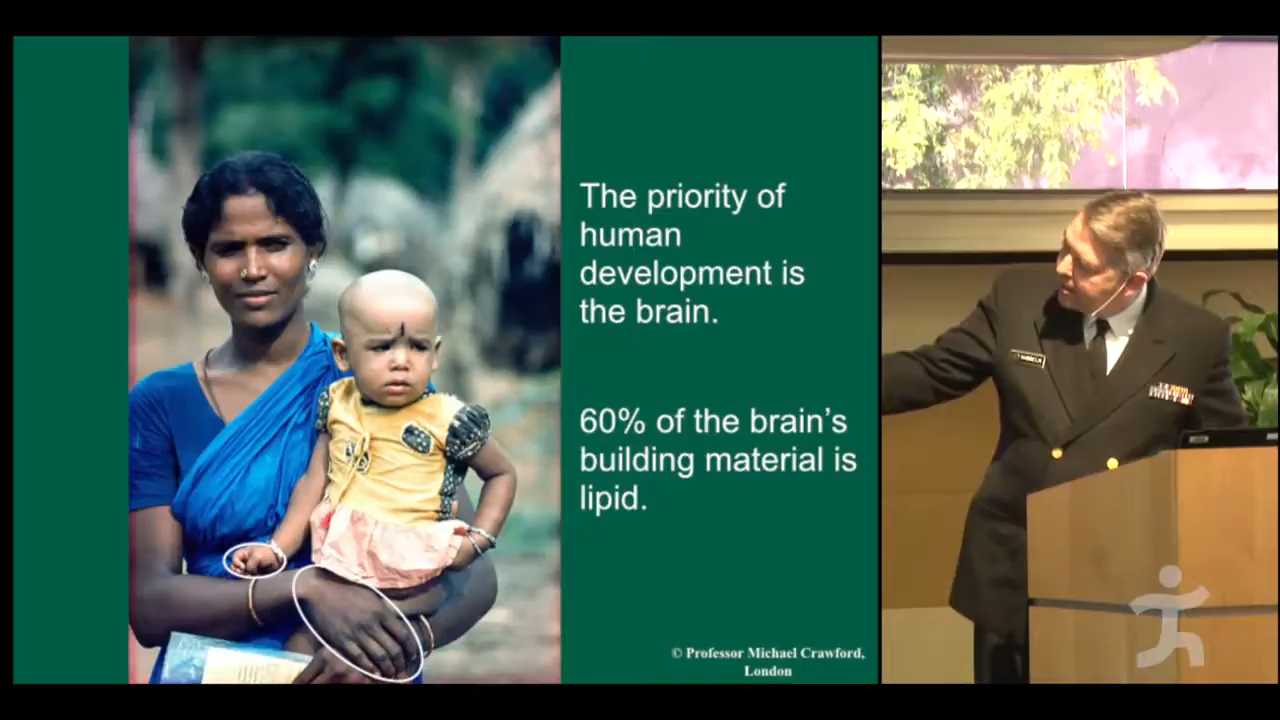 The priority of
human
development is
the brain.
60% of the brain's
building material is
lipid.
© Professor Michael Crawford,
London